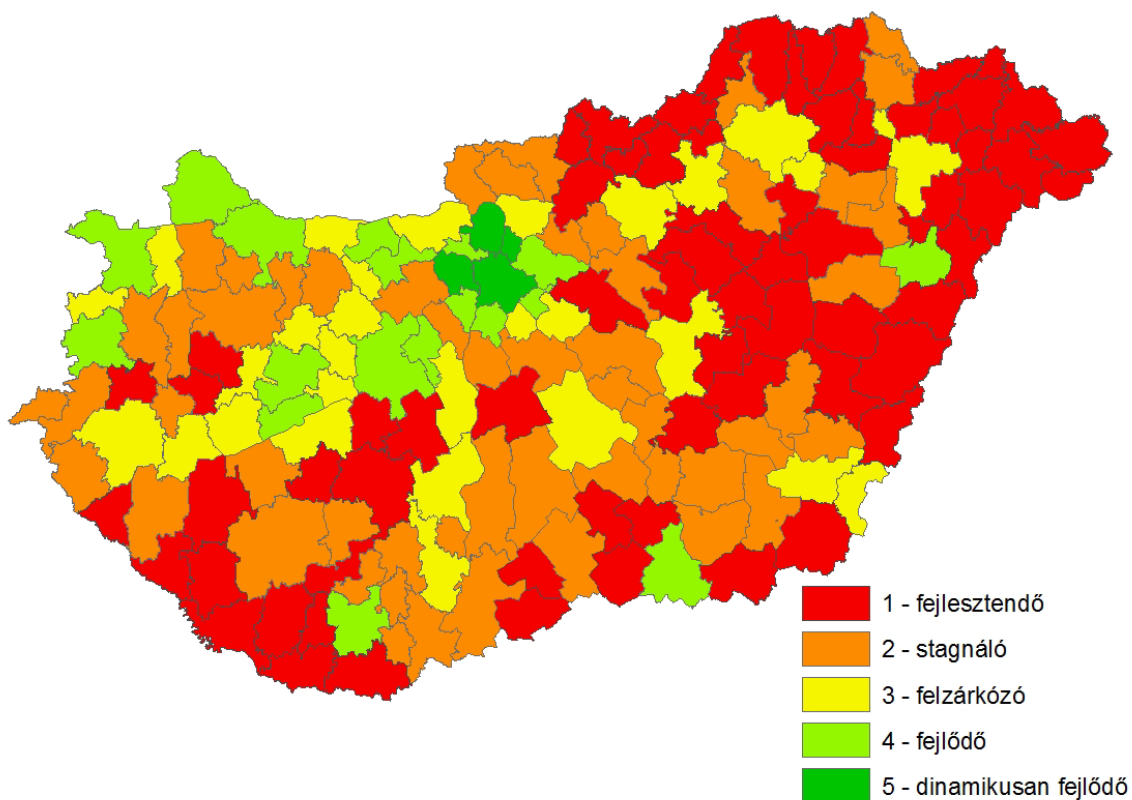 1 - fejlesztendő
2 - stagnáló
3 - felzárkózó
4 - fejlődő
5 - dinamikusan fejlődő